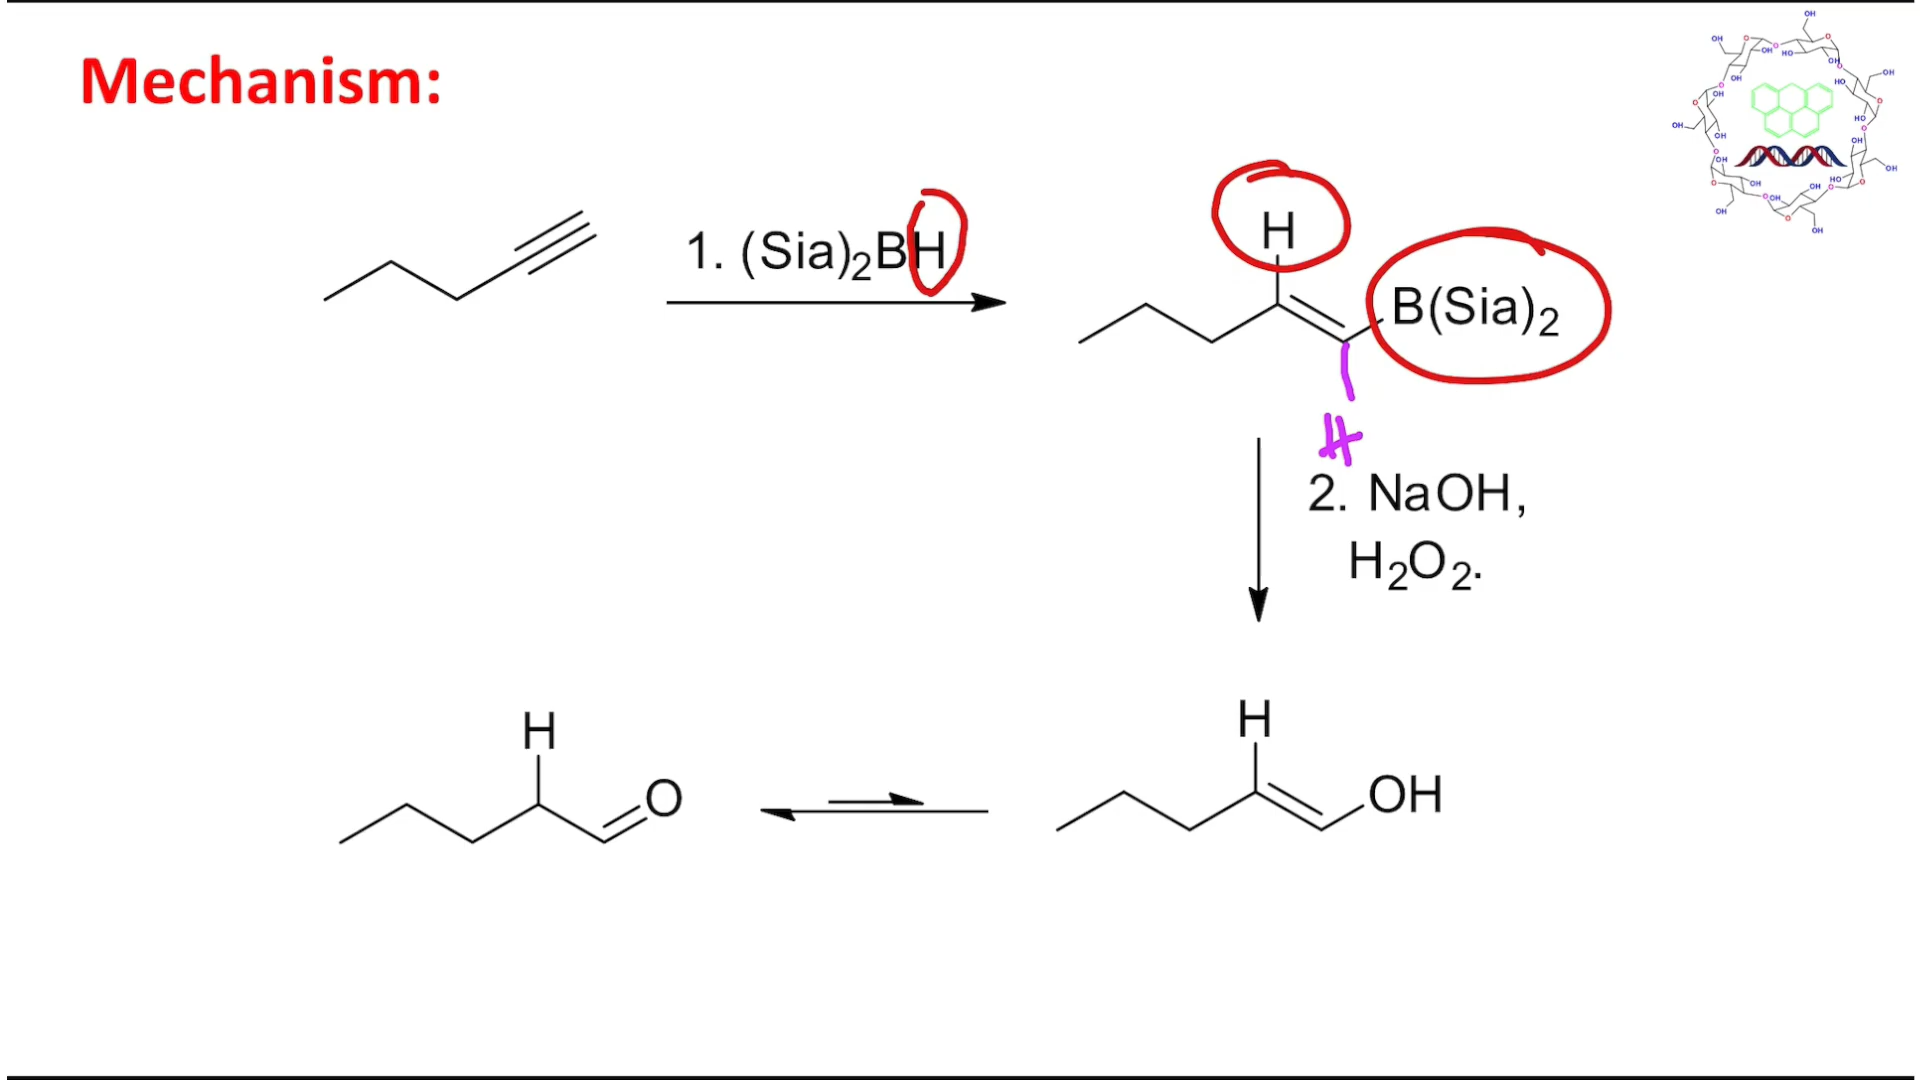 Mechanism:
1. (Sia)₂BH
H
B(Sia)₂
H
2. NaOH,
H₂O₂.
H
O
H
OH